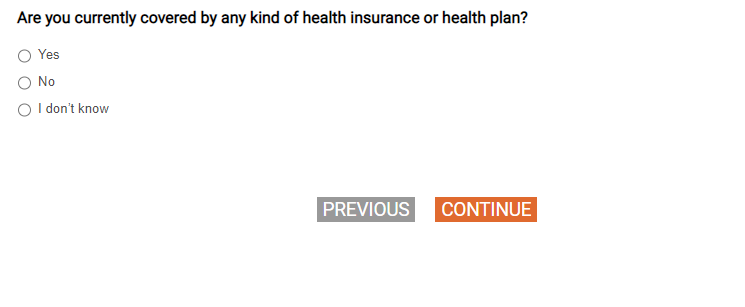 Are you currently covered by any kind of health insurance or health plan?
Yes
No
I don't know
PREVIOUS CONTINUE